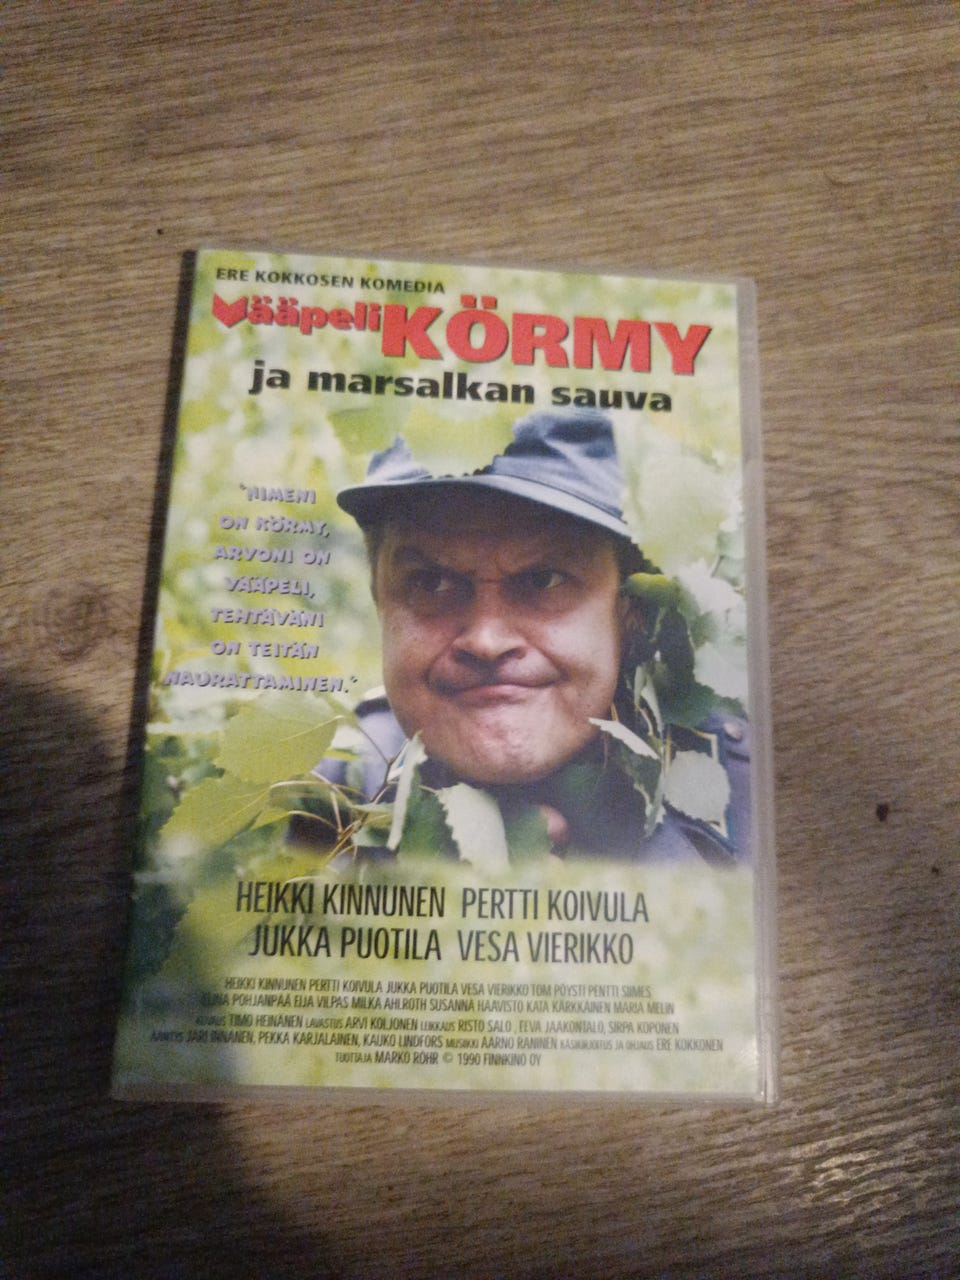 ERE KOKKOSEN KOMEDIA
vääpeli KÖRMY
ja marsalkan sauva
"NIMENI
ON KÖRMY,
ARVONI ON
VÄÄPELI,
TEHTÄVÄNI
ON TEITÄN
NAURATTAMINEN."
HEIKKI KINNUNEN PERTTI KOIVULA
JUKKA PUOTILA VESA VIERIKKO
HEIKKI KINNUNEN PERTTI KOIVULA JUKKA PUOTILA VESA VIERIKKO TOM PÖYSTI PENTTI SIIMES
ELINA POHJANPÄÄ EIJA VILPAS MILKA AHLROTH SUSANNA HAAVISTO KATA KÄRKKÄINEN MARIA MELIN
KUVAUS TIMO HEINÄNEN LAVASTUS ARVI KOLJONEN LEIKKAUS RISTO SALO, EEVA JAAKONTALO, SIRPA KOPONEN
ÄÄNITYS JARI INNANEN, PEKKA KARJALAINEN, KAUKO LINDFORS MUSIIKKI AARNO RANINEN KÄSIKIRJOITUS JA OHJAUS ERE KOKKONEN
TUOTTAJA MARKO RÖHR © 1990 FINNKINO OY